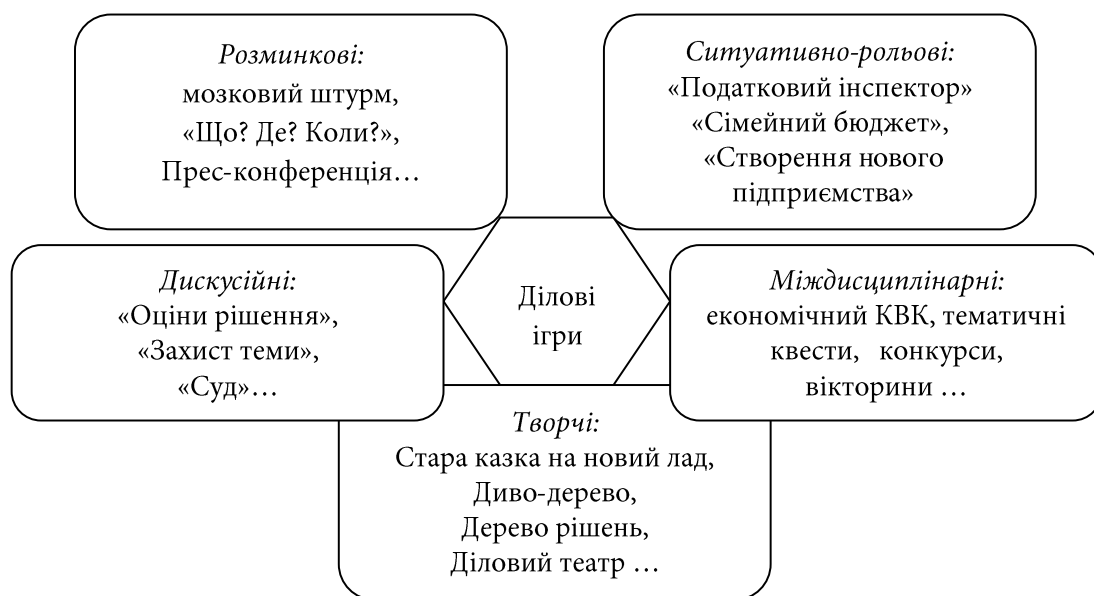 Розминкові:
мозковий штурм,
«Що? Де? Коли?»,
Прес-конференція…
Ситуативно-рольові:
«Податковий інспектор»
«Сімейний бюджет»,
«Створення нового
підприємства»
Дискусійні:
«Оціни рішення»,
«Захист теми»,
«Суд»…
Ділові
ігри
Міждисциплінарні:
економічний КВК, тематичні
квести, конкурси,
вікторини …
Творчі:
Стара казка на новий лад,
Диво-дерево,
Дерево рішень,
Діловий театр …